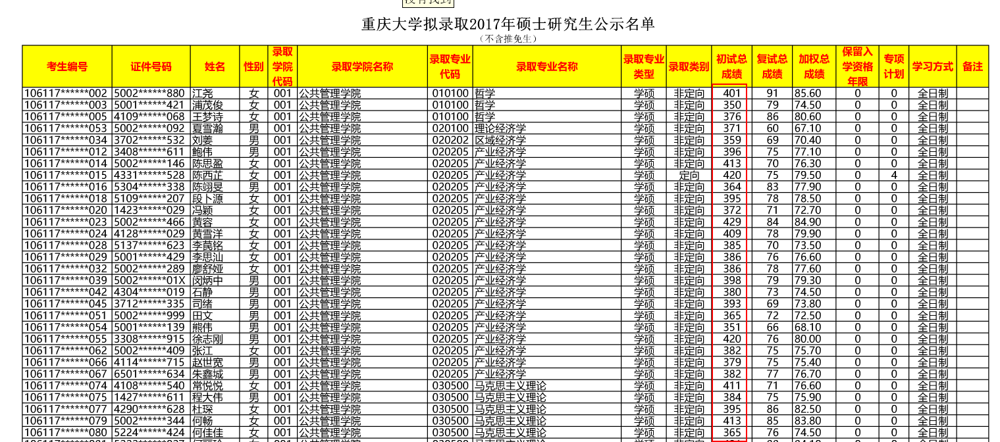 没有找到
重庆大学拟录取2017年硕士研究生公示名单
（不含推免生）
考生编号 证件号码 姓名 性别 录取学院代码 录取学院名称 录取专业代码 录取专业名称 录取专业类型 录取类别 初试总成绩 复试总成绩 加权总成绩 保留入学资格年限 专项计划 学习方式 备注
106117******002 5002******880 江尧 女 001 公共管理学院 010100 哲学 学硕 非定向 401 91 85.60 0 0 全日制
106117******003 5001******421 浦茂俊 女 001 公共管理学院 010100 哲学 学硕 非定向 350 79 74.50 0 0 全日制
106117******005 4109******068 王梦诗 女 001 公共管理学院 010100 哲学 学硕 非定向 376 86 80.60 0 0 全日制
106117******053 5002******092 夏雪瀚 男 001 公共管理学院 020100 理论经济学 学硕 非定向 371 60 67.10 0 0 全日制
106117******034 3702******532 刘姜 男 001 公共管理学院 020202 区域经济学 学硕 非定向 359 69 70.40 0 0 全日制
106117******012 3408******611 鲍伟 男 001 公共管理学院 020205 产业经济学 学硕 非定向 396 75 77.10 0 0 全日制
106117******014 5002******146 陈思盈 女 001 公共管理学院 020205 产业经济学 学硕 非定向 413 70 76.30 0 0 全日制
106117******015 4331******528 陈西芷 女 001 公共管理学院 020205 产业经济学 学硕 定向 420 75 79.50 0 4 全日制
106117******016 5304******338 陈翊旻 男 001 公共管理学院 020205 产业经济学 学硕 非定向 364 83 77.90 0 0 全日制
106117******018 5109******207 段卜源 女 001 公共管理学院 020205 产业经济学 学硕 非定向 395 78 78.50 0 0 全日制
106117******020 1423******029 冯颖 女 001 公共管理学院 020205 产业经济学 学硕 非定向 372 71 72.70 0 0 全日制
106117******023 5002******466 黄容 女 001 公共管理学院 020205 产业经济学 学硕 非定向 429 84 84.90 0 0 全日制
106117******024 4128******029 黄雪洋 女 001 公共管理学院 020205 产业经济学 学硕 非定向 409 78 79.90 0 0 全日制
106117******028 5137******623 李苠铭 女 001 公共管理学院 020205 产业经济学 学硕 非定向 385 70 73.50 0 0 全日制
106117******029 5001******429 李思汕 女 001 公共管理学院 020205 产业经济学 学硕 非定向 386 76 76.60 0 0 全日制
106117******032 5002******289 廖舒娅 女 001 公共管理学院 020205 产业经济学 学硕 非定向 386 78 77.60 0 0 全日制
106117******039 5002******01X 闵炳中 男 001 公共管理学院 020205 产业经济学 学硕 非定向 398 79 79.30 0 0 全日制
106117******042 4304******019 石静 男 001 公共管理学院 020205 产业经济学 学硕 非定向 380 73 74.50 0 0 全日制
106117******045 3712******335 司绪 男 001 公共管理学院 020205 产业经济学 学硕 非定向 393 69 73.80 0 0 全日制
106117******051 5002******999 田文 男 001 公共管理学院 020205 产业经济学 学硕 非定向 365 72 72.50 0 0 全日制
106117******054 5001******139 熊伟 男 001 公共管理学院 020205 产业经济学 学硕 非定向 351 66 68.10 0 0 全日制
106117******055 3308******915 徐志刚 男 001 公共管理学院 020205 产业经济学 学硕 非定向 420 76 80.00 0 0 全日制
106117******062 5002******409 张江 女 001 公共管理学院 020205 产业经济学 学硕 非定向 382 75 75.70 0 0 全日制
106117******066 4114******715 赵世宽 男 001 公共管理学院 020205 产业经济学 学硕 非定向 379 75 75.40 0 0 全日制
106117******067 6501******634 朱鑫城 男 001 公共管理学院 020205 产业经济学 学硕 非定向 382 77 76.70 0 0 全日制
106117******074 4108******540 常悦悦 女 001 公共管理学院 030500 马克思主义理论 学硕 非定向 411 71 76.60 0 0 全日制
106117******075 1427******611 程大伟 男 001 公共管理学院 030500 马克思主义理论 学硕 非定向 384 75 75.90 0 0 全日制
106117******077 4290******628 杜琛 女 001 公共管理学院 030500 马克思主义理论 学硕 非定向 395 86 82.50 0 0 全日制
106117******079 5002******344 何畅 女 001 公共管理学院 030500 马克思主义理论 学硕 非定向 413 85 83.80 0 0 全日制
106117******080 5224******424 何佳佳 女 001 公共管理学院 030500 马克思主义理论 学硕 非定向 365 76 74.50 0 0 全日制